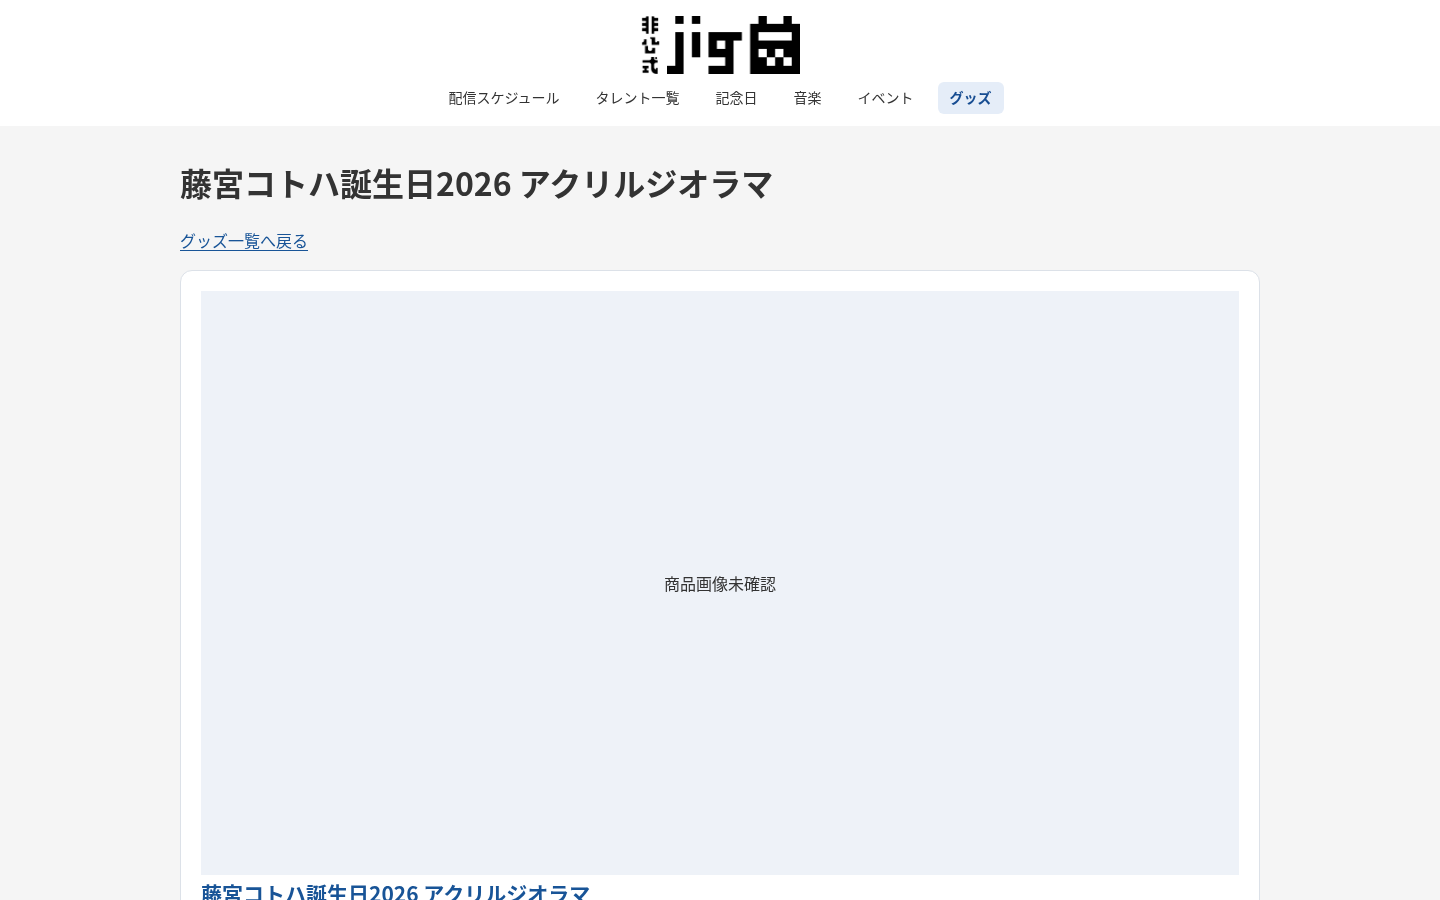 非公式 jig
配信スケジュール タレント一覧 記念日 音楽 イベント グッズ
藤宮コトハ誕生日2026 アクリルジオラマ
グッズ一覧へ戻る
商品画像未確認
藤宮コトハ誕生日2026 アクリルジオラマ